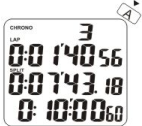 A
CHRONO 3
LAP
0:01'40 56
SPLIT
0:07'43.18
0:10:00 60